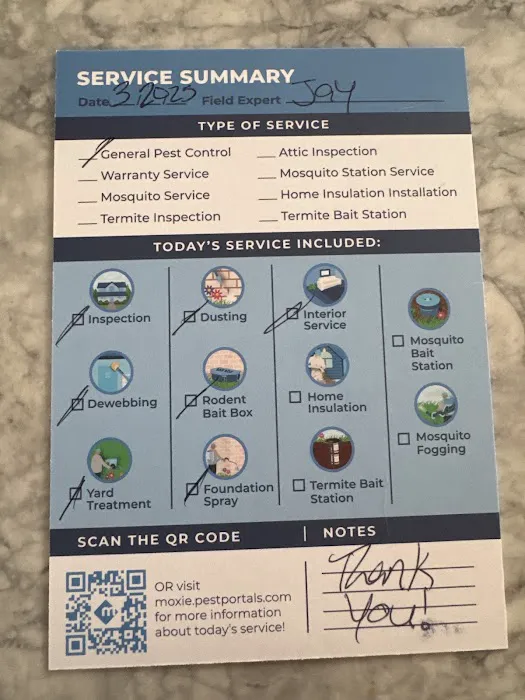 SERVICE SUMMARY
Date 3.2023 Field Expert Jay
TYPE OF SERVICE
General Pest Control
Warranty Service
Mosquito Service
Termite Inspection
Attic Inspection
Mosquito Station Service
Home Insulation Installation
Termite Bait Station
TODAY'S SERVICE INCLUDED:
Inspection
Dewebbing
Yard
Treatment
Dusting
Rodent
Bait Box
Foundation
Spray
Interior
Service
Home
Insulation
Termite Bait
Station
Mosquito
Bait
Station
Mosquito
Fogging
SCAN THE QR CODE
OR visit
moxie.pestportals.com
for more information
about today's service!
NOTES
Thank
You!